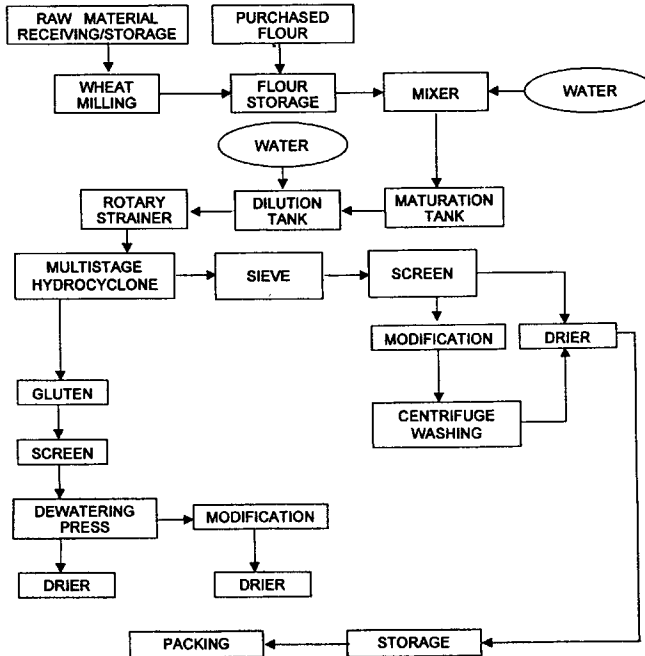 RAW MATERIAL
RECEIVING/STORAGE
PURCHASED
FLOUR
WHEAT
MILLING
FLOUR
STORAGE
MIXER
WATER
WATER
ROTARY
STRAINER
DILUTION
TANK
MATURATION
TANK
MULTISTAGE
HYDROCYCLONE
SIEVE
SCREEN
MODIFICATION
DRIER
GLUTEN
CENTRIFUGE
WASHING
SCREEN
DEWATERING
PRESS
MODIFICATION
DRIER
DRIER
PACKING
STORAGE